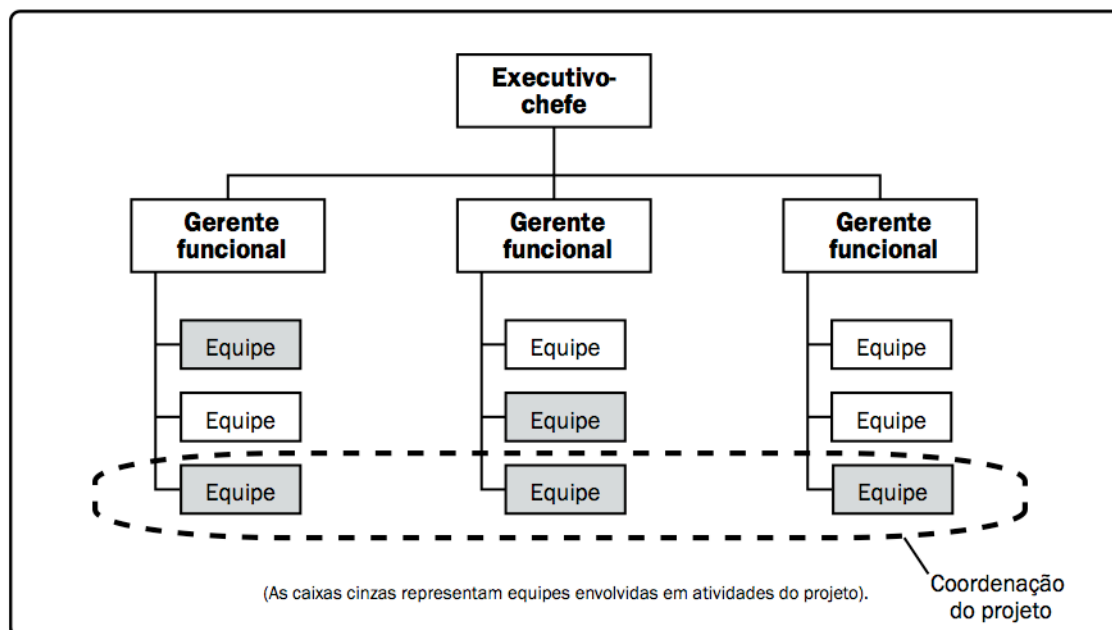 Executivo-
chefe
Gerente
funcional
Gerente
funcional
Gerente
funcional
Equipe
Equipe
Equipe
Equipe
Equipe
Equipe
Equipe
Equipe
Equipe
(As caixas cinzas representam equipes envolvidas em atividades do projeto).
Coordenação
do projeto